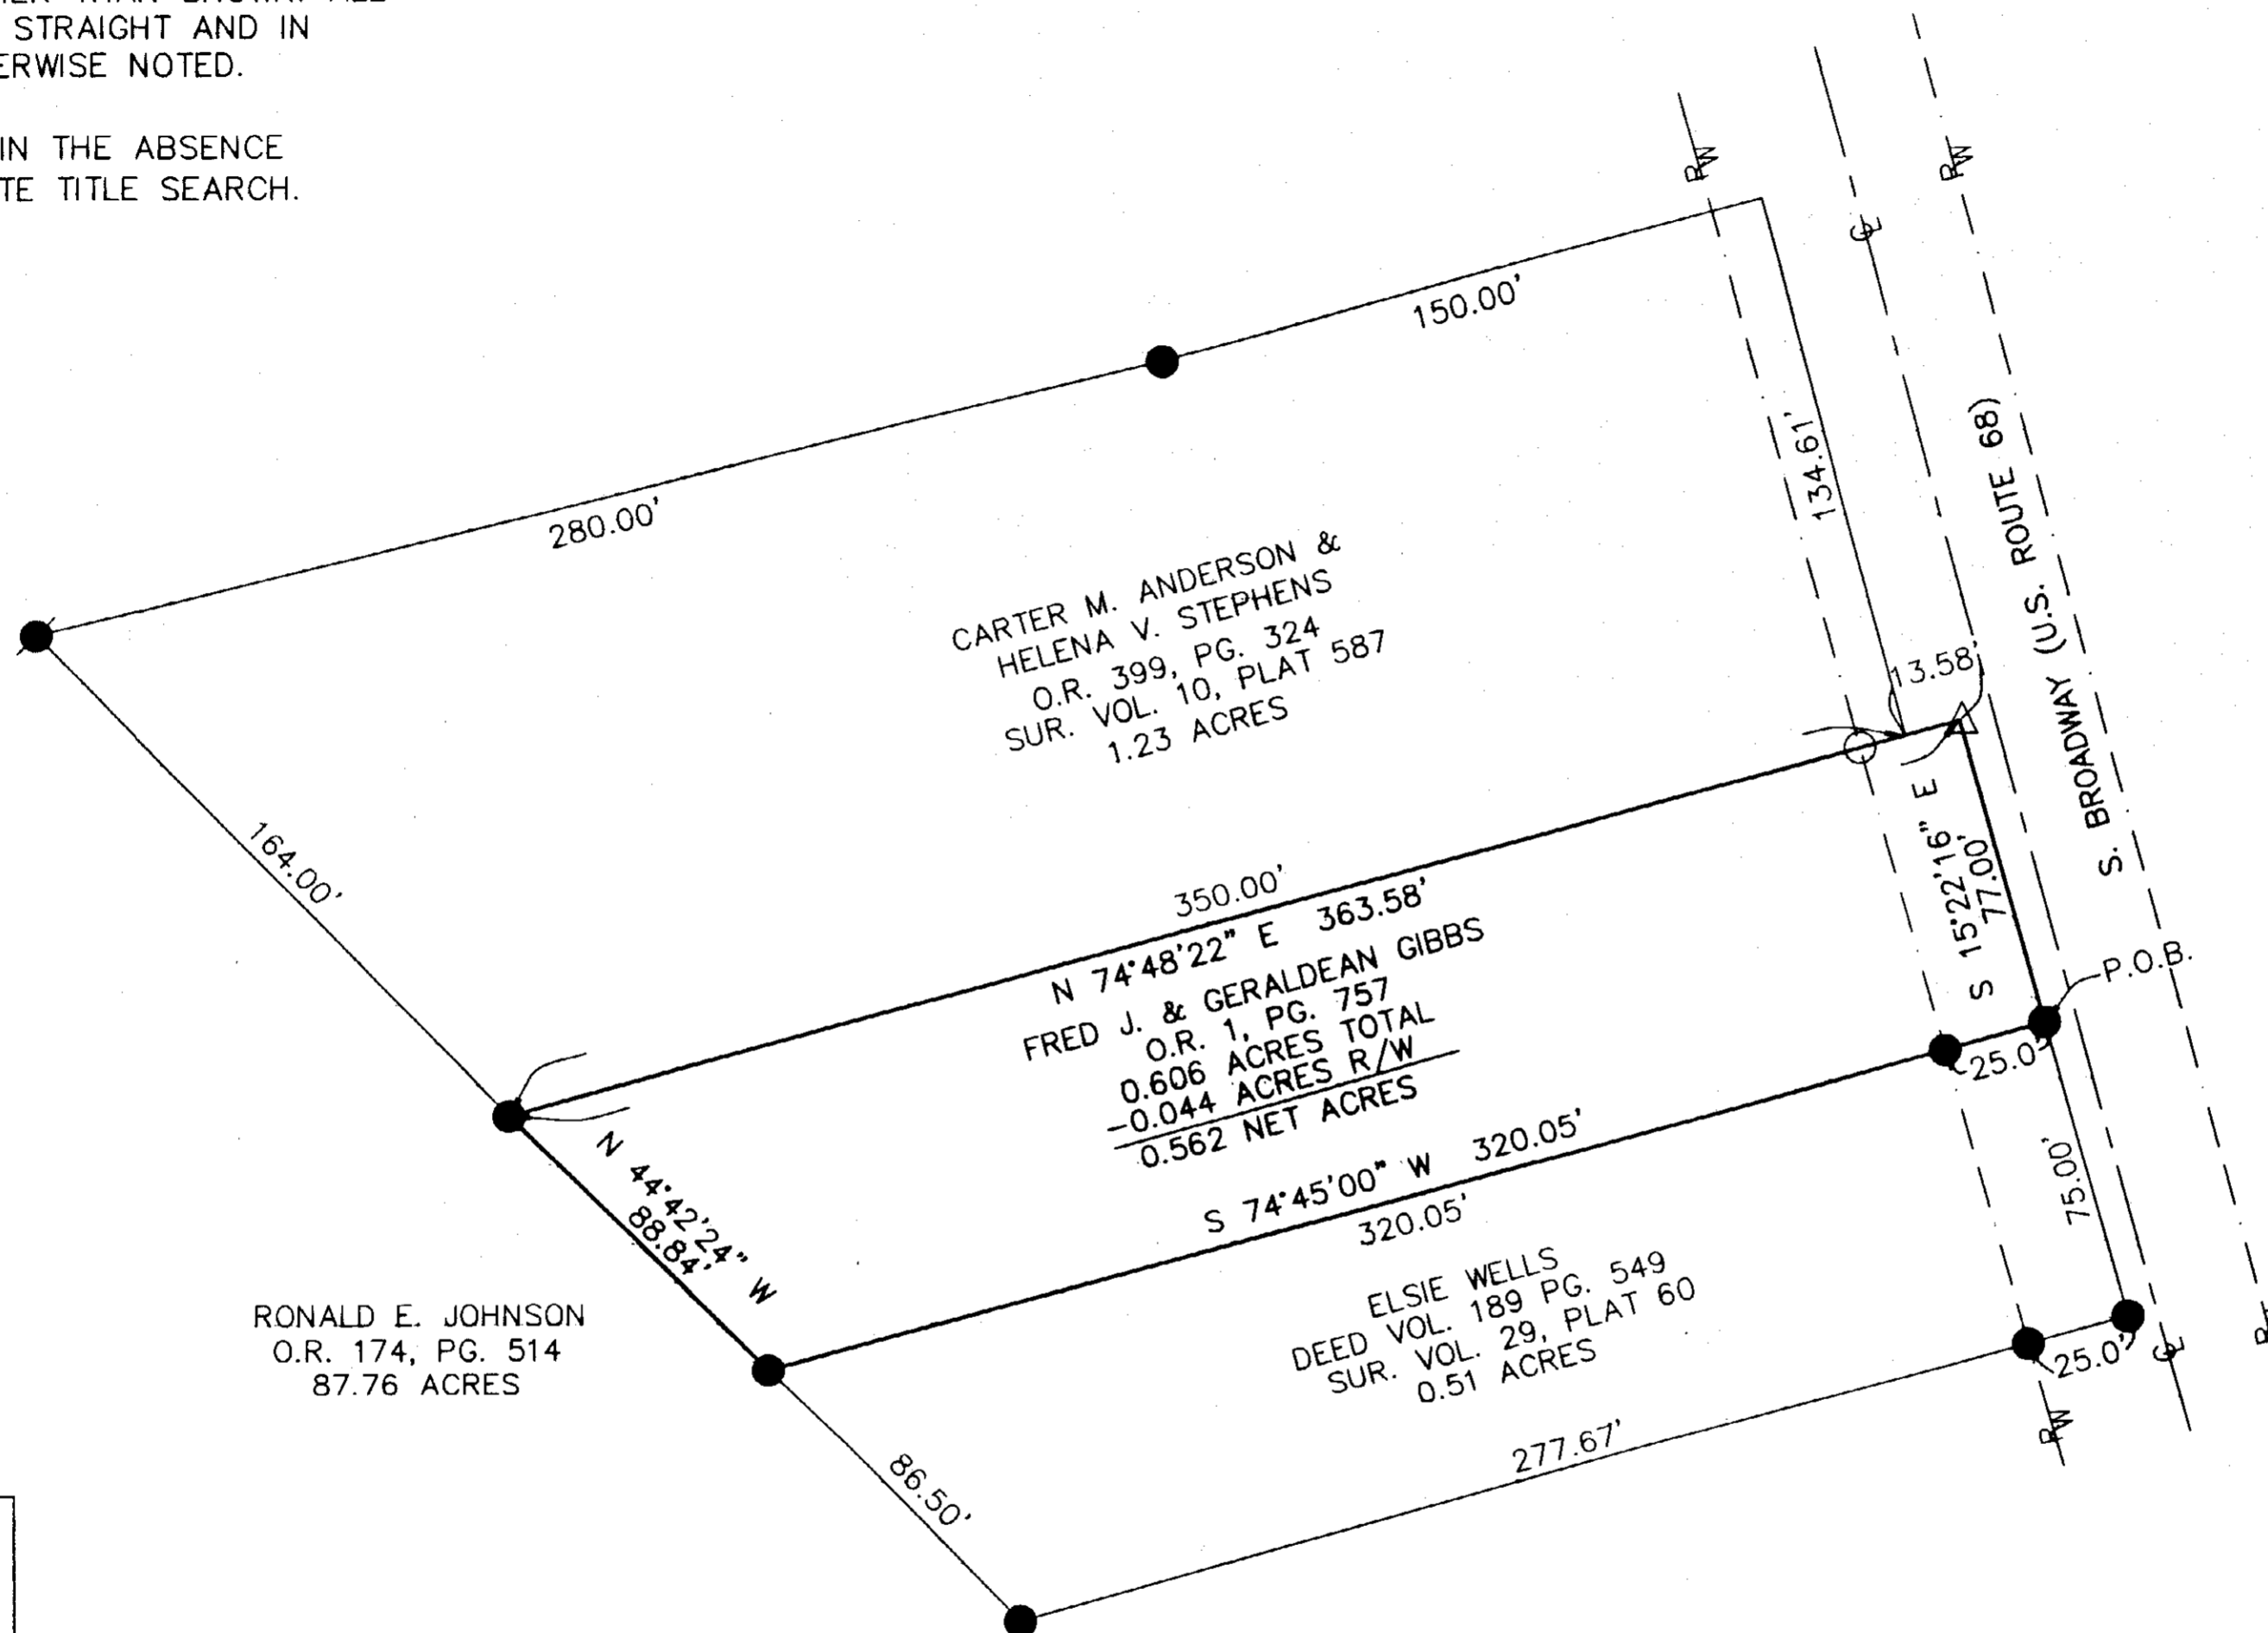 STRAIGHT AND IN
ERWISE NOTED.
IN THE ABSENCE
TE TITLE SEARCH.
RW
℄
RW
150.00'
280.00'
134.61'
S. BROADWAY (U.S. ROUTE 68)
CARTER M. ANDERSON &
HELENA V. STEPHENS
O.R. 399, PG. 324
SUR. VOL. 10, PLAT 587
1.23 ACRES
13.58'
164.00'
350.00'
N 74°48'22" E 363.58'
S 15°22'16" E
77.00'
P.O.B.
FRED J. & GERALDEAN GIBBS
O.R. 1, PG. 757
0.606 ACRES TOTAL
-0.044 ACRES R/W
0.562 NET ACRES
25.0'
N 44°42'24" W
88.84'
S 74°45'00" W 320.05'
320.05'
75.00'
RONALD E. JOHNSON
O.R. 174, PG. 514
87.76 ACRES
ELSIE WELLS
DEED VOL. 189 PG. 549
SUR. VOL. 29, PLAT 60
0.51 ACRES
25.0'
℄
RW
277.67'
86.50'